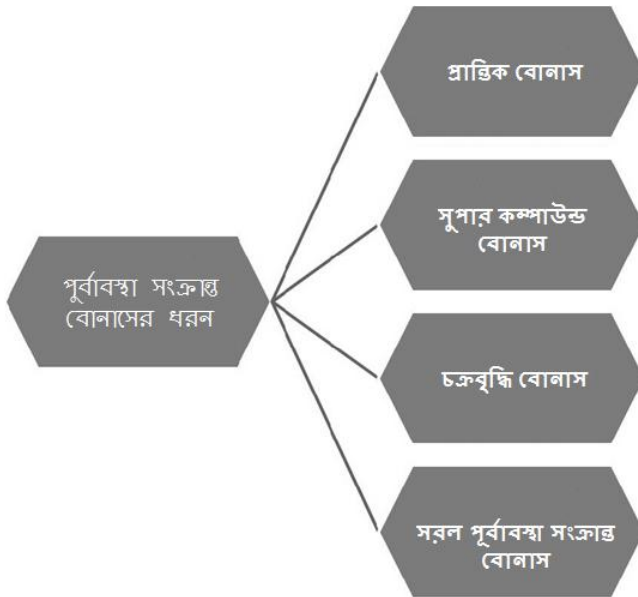 প্রান্তিক বোনাস
সুপার কম্পাউন্ড
বোনাস
পুর্বাবস্থা সংক্রান্ত
বোনাসের ধরন
চক্রবৃদ্ধি বোনাস
সরল পূর্বাবস্থা সংক্রান্ত
বোনাস